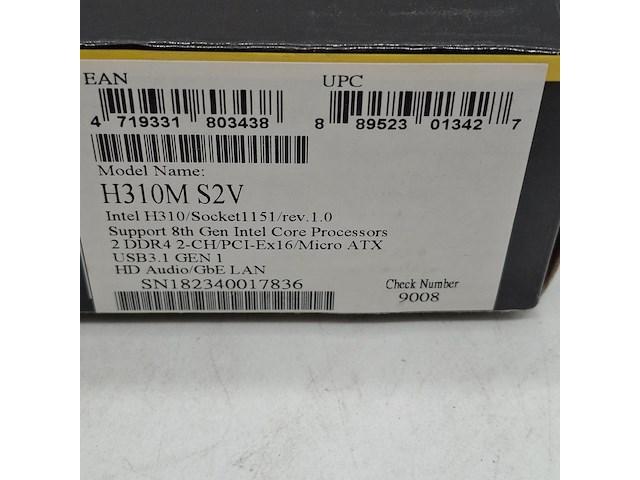 EAN
UPC
4 719331 803438
8 89523 01342 7
Model Name:
H310M S2V
Intel H310/Socket1151/rev.1.0
Support 8th Gen Intel Core Processors
2 DDR4 2-CH/PCI-Ex16/Micro ATX
USB3.1 GEN 1
HD Audio/GbE LAN
SN182340017836
Check Number
9008